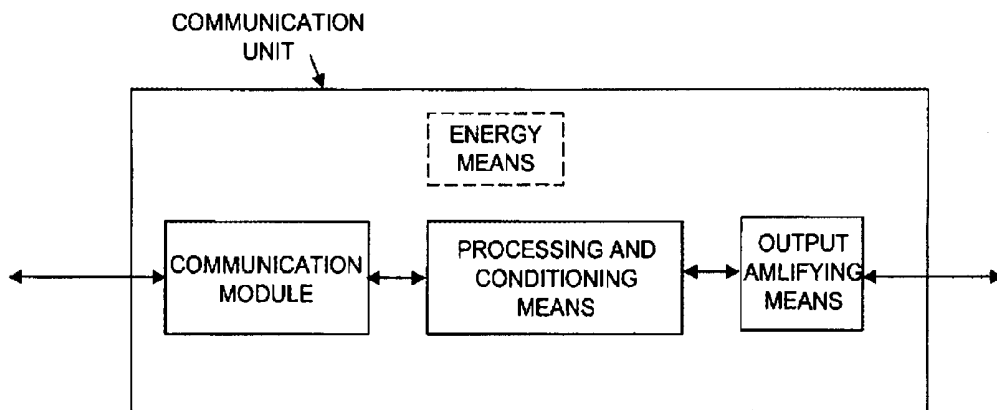 COMMUNICATION
UNIT
ENERGY
MEANS
COMMUNICATION
MODULE
PROCESSING AND
CONDITIONING
MEANS
OUTPUT
AMLIFYING
MEANS